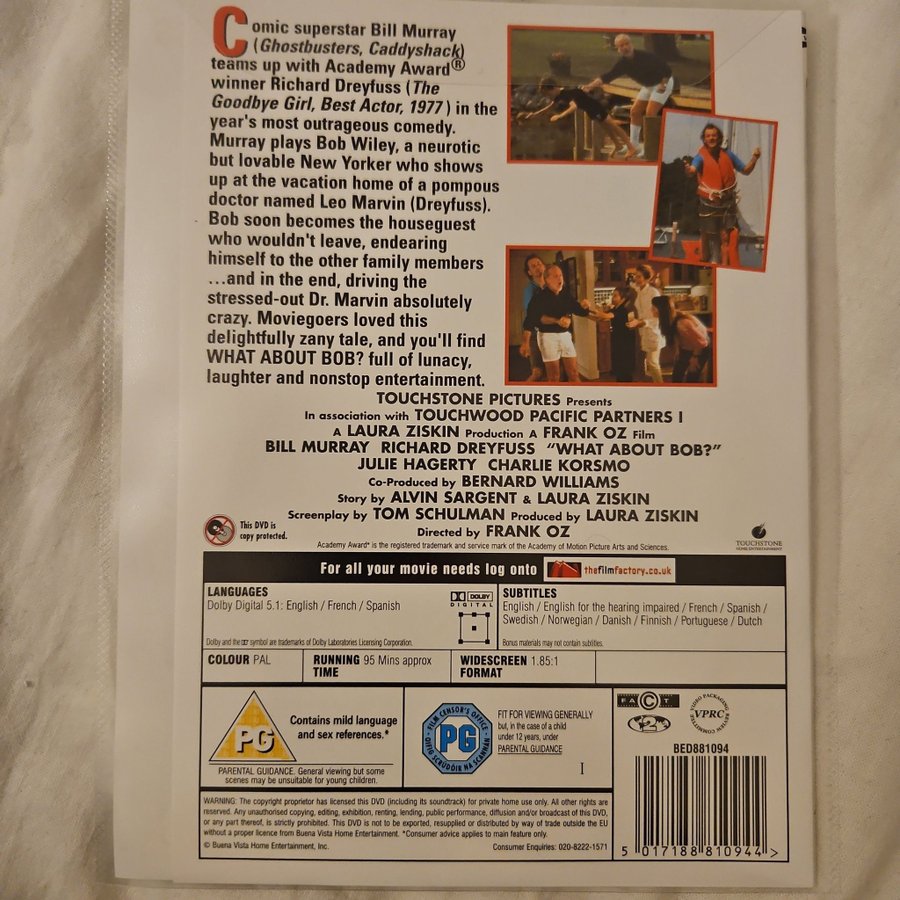 Comic superstar Bill Murray
(Ghostbusters, Caddyshack)
teams up with Academy Award®
winner Richard Dreyfuss (The
Goodbye Girl, Best Actor, 1977) in the
year's most outrageous comedy.
Murray plays Bob Wiley, a neurotic
but lovable New Yorker who shows
up at the vacation home of a pompous
doctor named Leo Marvin (Dreyfuss).
Bob soon becomes the houseguest
who wouldn't leave, endearing
himself to the other family members
...and in the end, driving the
stressed-out Dr. Marvin absolutely
crazy. Moviegoers loved this
delightfully zany tale, and you'll find
WHAT ABOUT BOB? full of lunacy,
laughter and nonstop entertainment.
TOUCHSTONE PICTURES Presents
In association with TOUCHWOOD PACIFIC PARTNERS I
A LAURA ZISKIN Production A FRANK OZ Film
BILL MURRAY RICHARD DREYFUSS "WHAT ABOUT BOB?"
JULIE HAGERTY CHARLIE KORSMO
Co-Produced by BERNARD WILLIAMS
Story by ALVIN SARGENT & LAURA ZISKIN
Screenplay by TOM SCHULMAN Produced by LAURA ZISKIN
Directed by FRANK OZ
This DVD is
copy protected.
Academy Award® is the registered trademark and service mark of the Academy of Motion Picture Arts and Sciences.
TOUCHSTONE
HOME ENTERTAINMENT
For all your movie needs log onto thefilmfactory.co.uk
LANGUAGES
Dolby Digital 5.1: English / French / Spanish
DOLBY
DIGITAL
Dolby and the symbol are trademarks of Dolby Laboratories Licensing Corporation.
SUBTITLES
English / English for the hearing impaired / French / Spanish /
Swedish / Norwegian / Danish / Finnish / Portuguese / Dutch
Bonus materials may not contain subtitles.
COLOUR PAL
RUNNING TIME 95 Mins approx
WIDESCREEN FORMAT 1.85:1
PG
Contains mild language
and sex references.*
PARENTAL GUIDANCE. General viewing but some
scenes may be unsuitable for young children.
FILM CENSOR'S OFFICE
PG
OIFIG SCRÚDÓIR NA SCANNÁN
FIT FOR VIEWING GENERALLY
but, in the case of a child
under 12 years, under
PARENTAL GUIDANCE
I
FACT
2
VIDEO PACKAGING REVIEW COMMITTEE
VPRC
BED881094
5 017188 810944 >
WARNING: The copyright proprietor has licensed this DVD (including its soundtrack) for private home use only. All other rights are
reserved. Any unauthorised copying, editing, exhibition, renting, lending, public performance, diffusion and/or broadcast of this DVD,
or any part thereof, is strictly prohibited. This DVD is not to be exported, resupplied or distributed by way of trade outside the EU
without a proper licence from Buena Vista Home Entertainment. *Consumer advice applies to main feature only.
© Buena Vista Home Entertainment, Inc.
Consumer Enquiries: 020-8222-1571